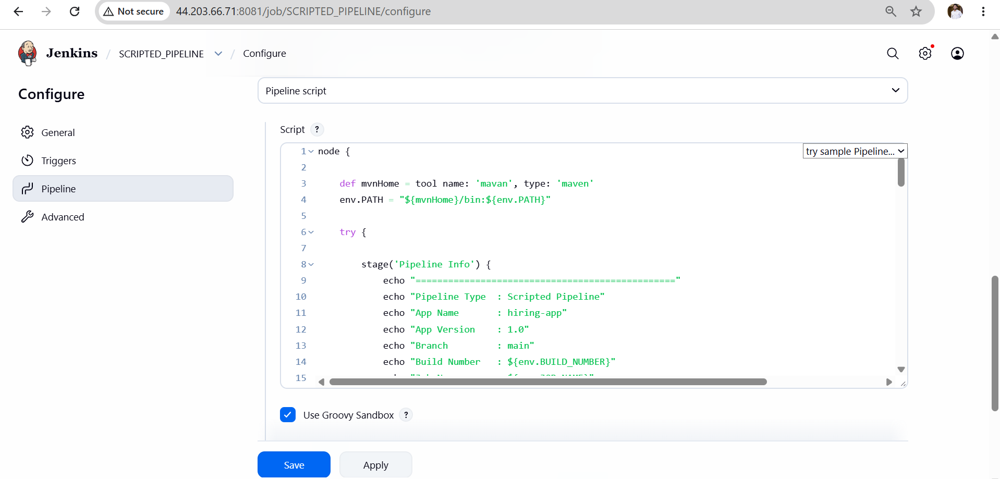 Not secure 44.203.66.71:8081/job/SCRIPTED_PIPELINE/configure
Jenkins / SCRIPTED_PIPELINE / Configure
Configure
General
Triggers
Pipeline
Advanced
Pipeline script
Script ?
try sample Pipeline...
1 node {
2
3 def mvnHome = tool name: 'mavan', type: 'maven'
4 env.PATH = "${mvnHome}/bin:${env.PATH}"
5
6 try {
7
8 stage('Pipeline Info') {
9 echo "================================================"
10 echo "Pipeline Type  : Scripted Pipeline"
11 echo "App Name       : hiring-app"
12 echo "App Version    : 1.0"
13 echo "Branch         : main"
14 echo "Build Number   : ${env.BUILD_NUMBER}"
15
Use Groovy Sandbox ?
Save
Apply